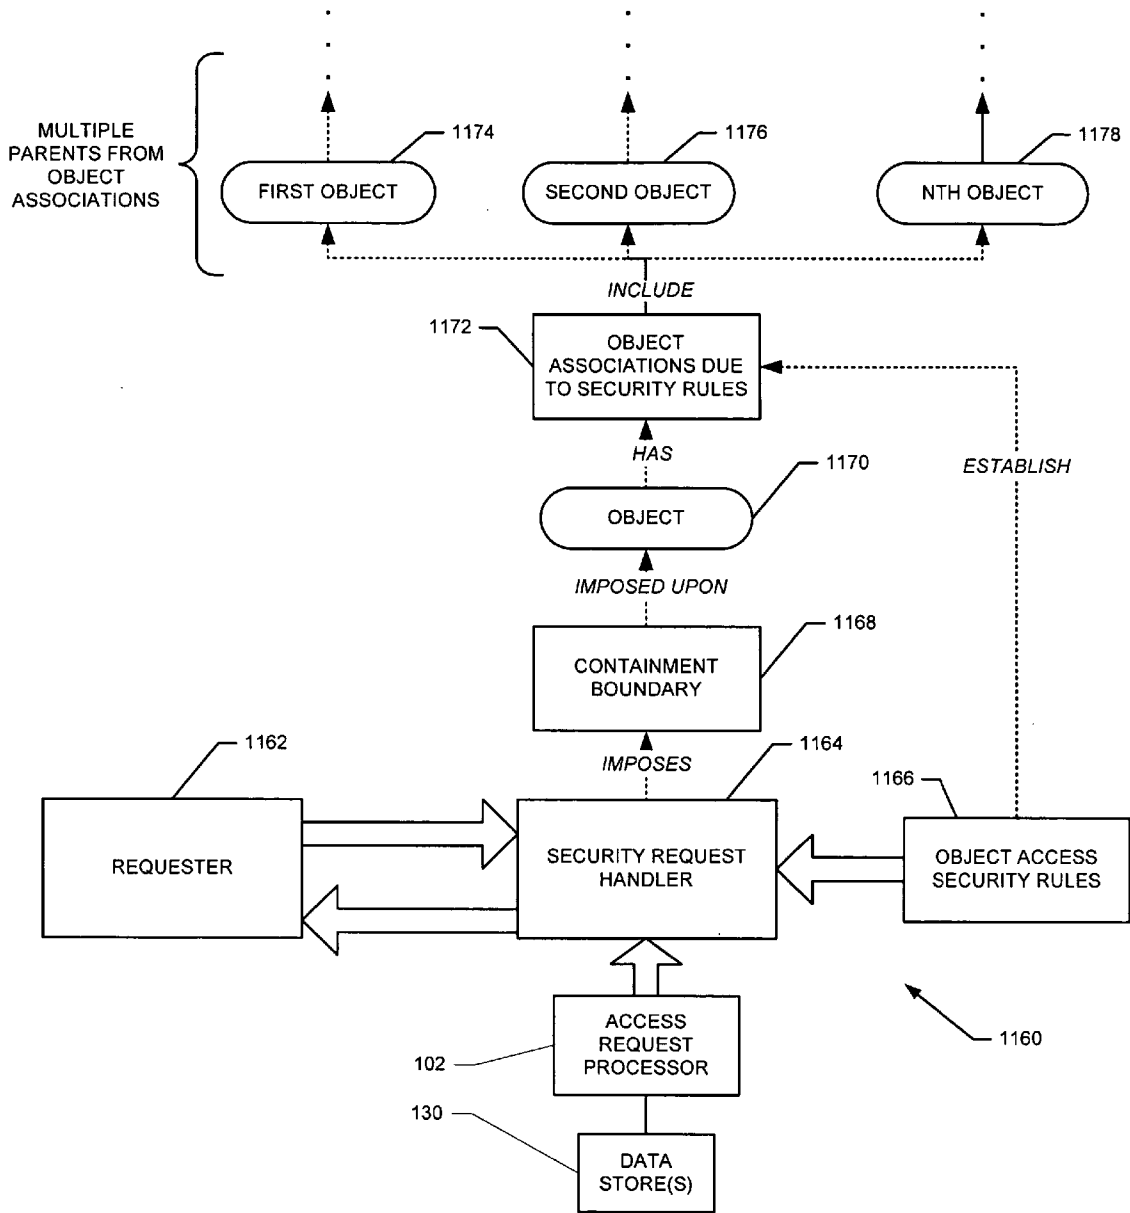 1174
1176
1178
MULTIPLE
PARENTS FROM
OBJECT
ASSOCIATIONS
FIRST OBJECT
SECOND OBJECT
NTH OBJECT
INCLUDE
1172
OBJECT
ASSOCIATIONS DUE
TO SECURITY RULES
HAS
ESTABLISH
1170
OBJECT
IMPOSED UPON
1168
CONTAINMENT
BOUNDARY
1162
IMPOSES
1164
1166
REQUESTER
SECURITY REQUEST
HANDLER
OBJECT ACCESS
SECURITY RULES
1160
102
ACCESS
REQUEST
PROCESSOR
130
DATA
STORE(S)